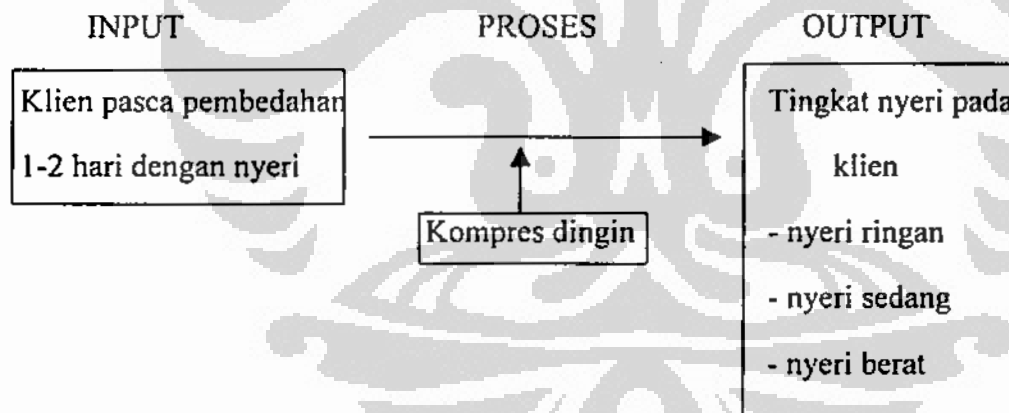 INPUT PROSES OUTPUT
Klien pasca pembedahan
1-2 hari dengan nyeri
Kompres dingin
Tingkat nyeri pada
klien
- nyeri ringan
- nyeri sedang
- nyeri berat